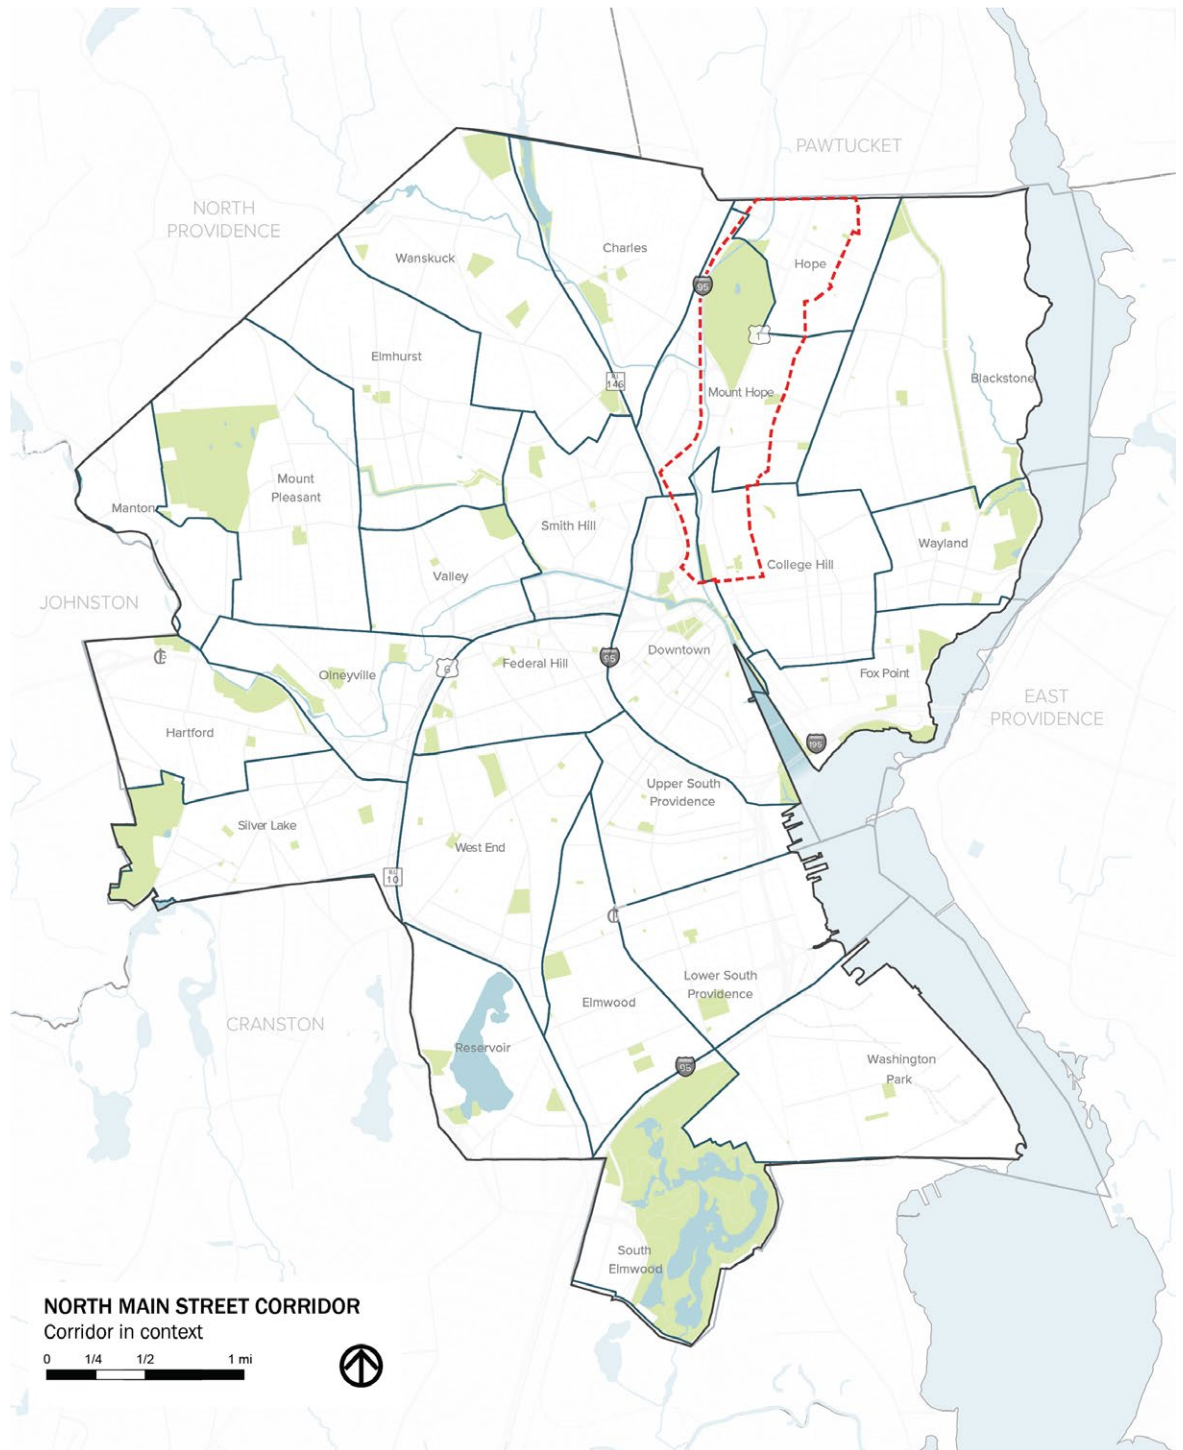 PAWTUCKET
NORTH
PROVIDENCE
Charles
Wanskuck
Hope
95
1
Elmhurst
146
Blackstone
Mount Hope
Mount
Pleasant
Manton
Smith Hill
Wayland
College Hill
Valley
JOHNSTON
Downtown
Federal Hill
95
6
Olneyville
Fox Point
EAST
PROVIDENCE
Hartford
195
Upper South
Providence
Silver Lake
West End
RI
10
Lower South
Providence
Elmwood
CRANSTON
Reservoir
Washington
Park
95
South
Elmwood
NORTH MAIN STREET CORRIDOR
Corridor in context
0 1/4 1/2 1 mi